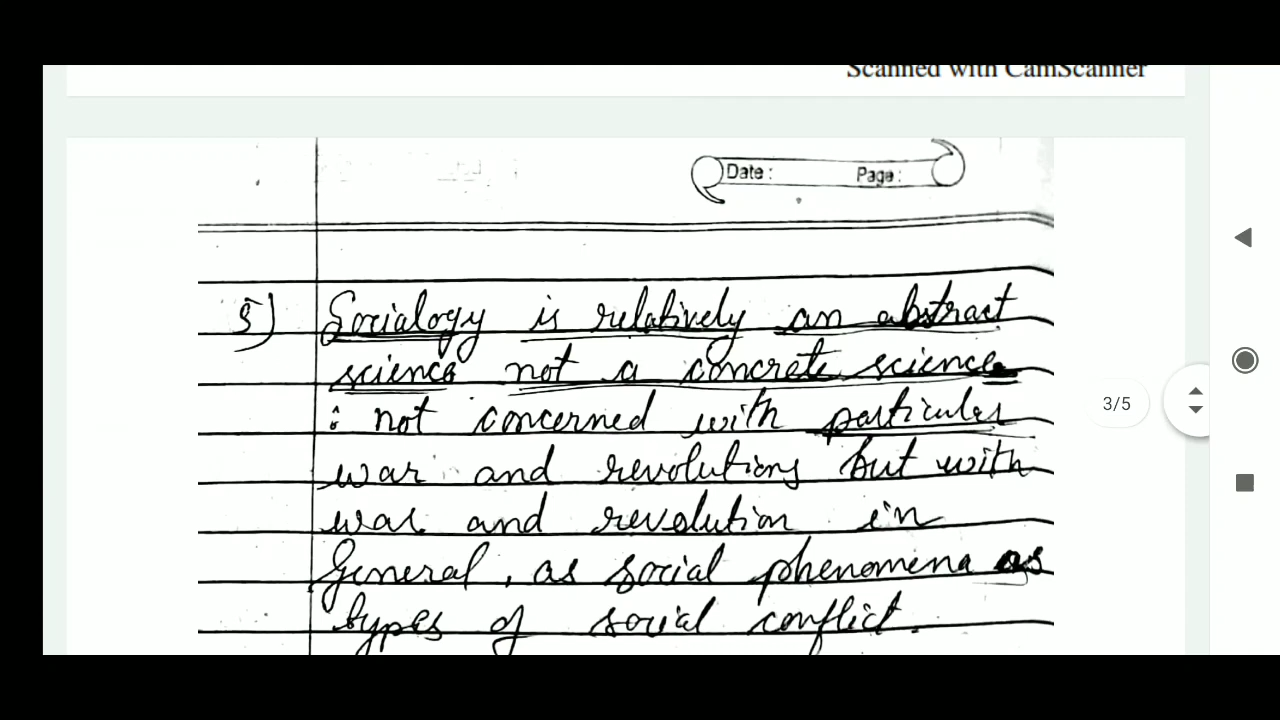 Scanned with CamScanner
Date : Page :
5) Socialogy is relatively an abstract
science not a concrete science
: not concerned with particular
war and revolutions but with
war and revolution in
General, as social phenomena as
types of social conflict.
3/5